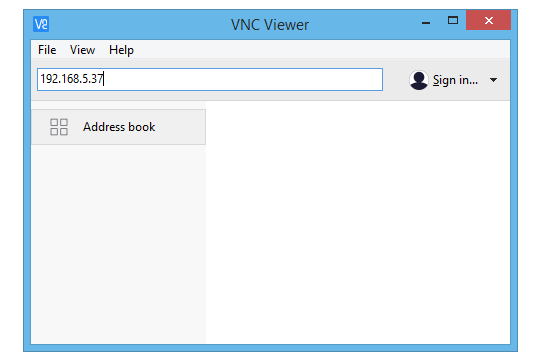 VNC Viewer
File View Help
192.168.5.37
Sign in...
Address book